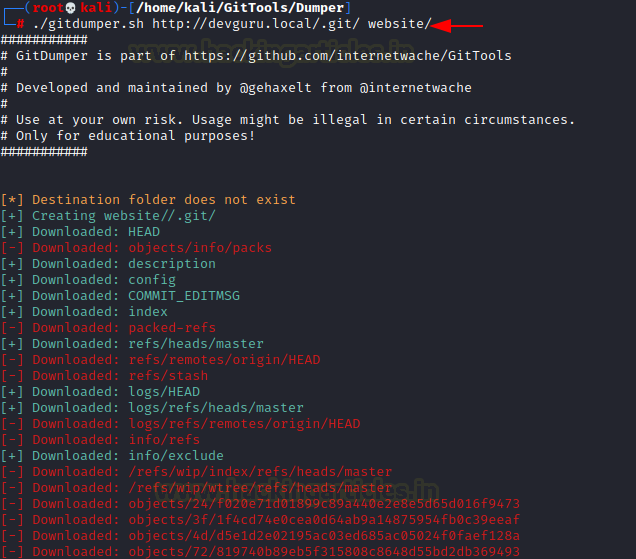 (root💀kali)-[/home/kali/GitTools/Dumper]
# ./gitdumper.sh http://devguru.local/.git/ website/
###########
# GitDumper is part of https://github.com/internetwache/GitTools
#
# Developed and maintained by @gehaxelt from @internetwache
#
# Use at your own risk. Usage might be illegal in certain circumstances.
# Only for educational purposes!
###########
[*] Destination folder does not exist
[+] Creating website//.git/
[+] Downloaded: HEAD
[-] Downloaded: objects/info/packs
[+] Downloaded: description
[+] Downloaded: config
[+] Downloaded: COMMIT_EDITMSG
[+] Downloaded: index
[-] Downloaded: packed-refs
[+] Downloaded: refs/heads/master
[-] Downloaded: refs/remotes/origin/HEAD
[-] Downloaded: refs/stash
[+] Downloaded: logs/HEAD
[+] Downloaded: logs/refs/heads/master
[-] Downloaded: logs/refs/remotes/origin/HEAD
[-] Downloaded: info/refs
[+] Downloaded: info/exclude
[-] Downloaded: /refs/wip/index/refs/heads/master
[-] Downloaded: /refs/wip/wtree/refs/heads/master
[-] Downloaded: objects/24/f020e71d01899c89a440e2e8e5d65d016f9473
[-] Downloaded: objects/3f/1f4cd74e0cea0d64ab9a14875954fb0c39eeaf
[-] Downloaded: objects/4d/d5e1d2e02195ac03ed685ac05024f0faef128a
[-] Downloaded: objects/72/819740b89eb5f315808c8648d55bd2db369493